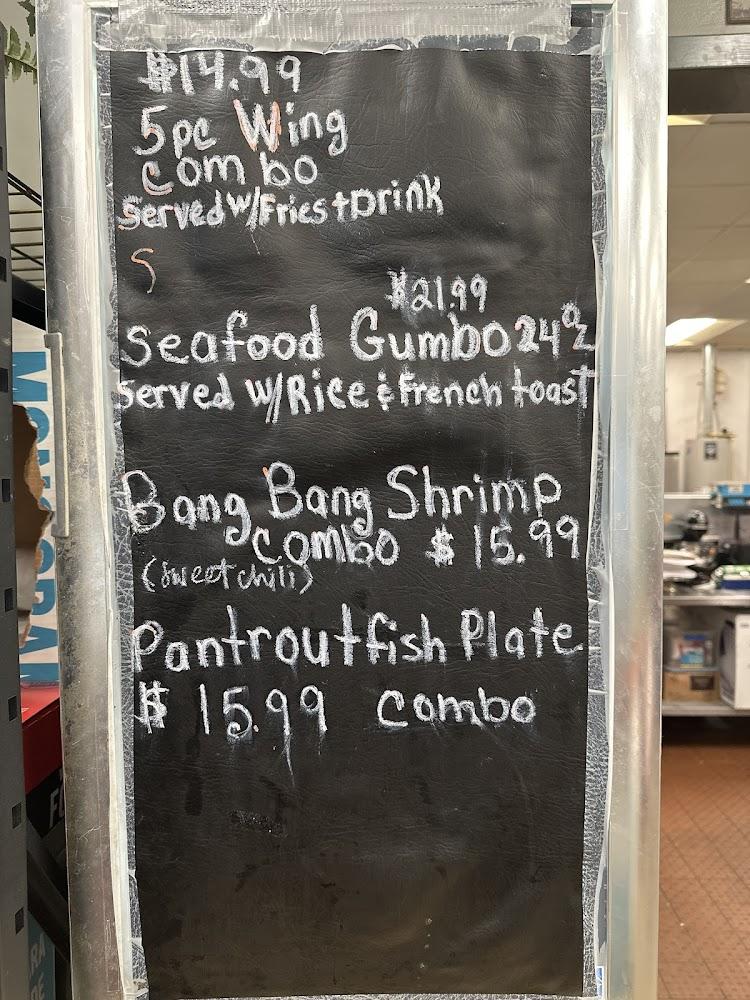 $14.99
5pc Wing
combo
served w/Fries + Drink
$21.99
Seafood Gumbo 24oz
served w/Rice & French toast
Bang Bang Shrimp
combo $15.99
(sweet chili)
Pantroutfish Plate
$15.99 combo